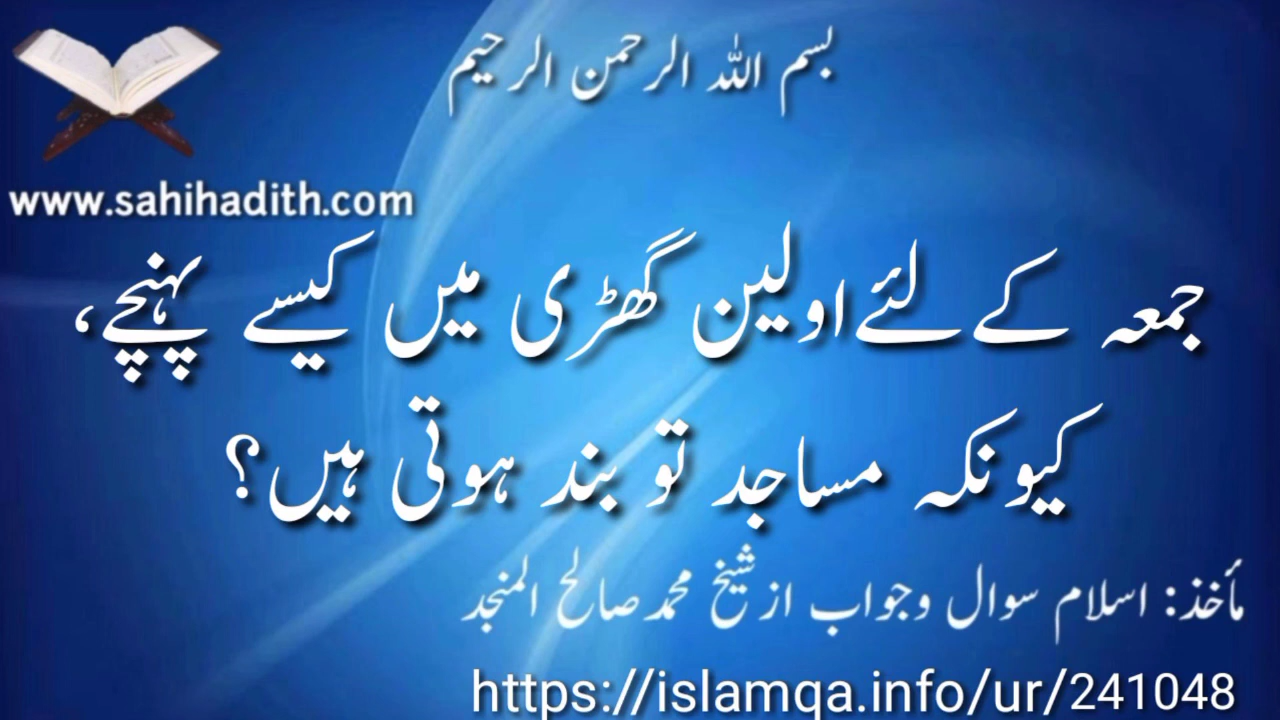 بسم اللہ الرحمن الرحیم
www.sahihadith.com
جمعہ کے لئے اولین گھڑی میں کیسے پہنچے،
کیونکہ مساجد تو بند ہوتی ہیں؟
مأخذ: اسلام سوال وجواب از شیخ محمد صالح المنجد
https://islamqa.info/ur/241048